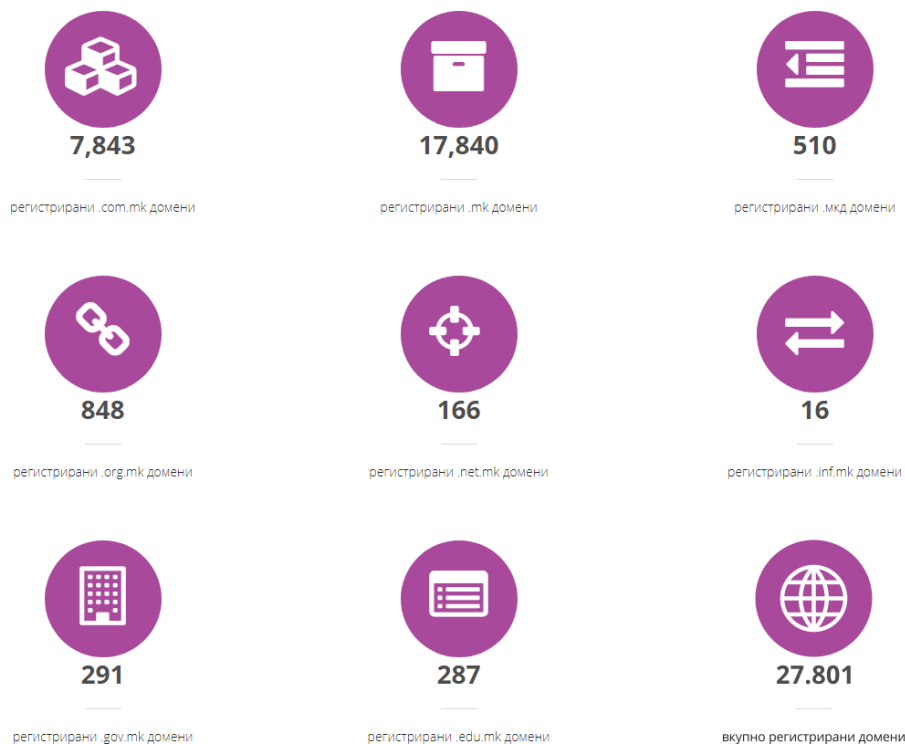 7,843
регистрирани .com.mk домени
17,840
регистрирани .mk домени
510
регистрирани .мкд домени
848
регистрирани .org.mk домени
166
регистрирани .net.mk домени
16
регистрирани .inf.mk домени
291
регистрирани .gov.mk домени
287
регистрирани .edu.mk домени
27.801
вкупно регистрирани домени